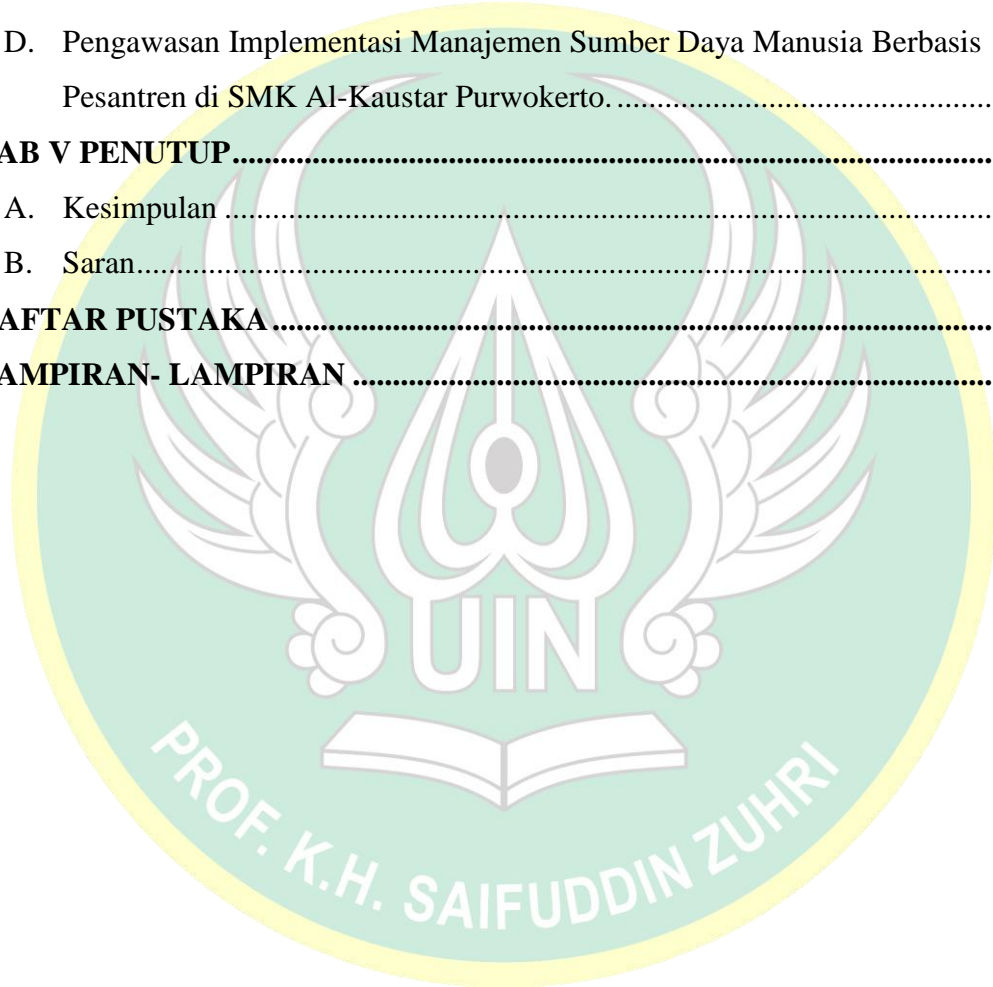 D. Pengawasan Implementasi Manajemen Sumber Daya Manusia Berbasis
Pesantren di SMK Al-Kaustar Purwokerto. ..........................................
AB V PENUTUP..........................................................................................
A. Kesimpulan ..........................................................................................
B. Saran....................................................................................................
AFTAR PUSTAKA .....................................................................................
AMPIRAN- LAMPIRAN ............................................................................
UIN
PROF. K.H. SAIFUDDIN ZUHRI